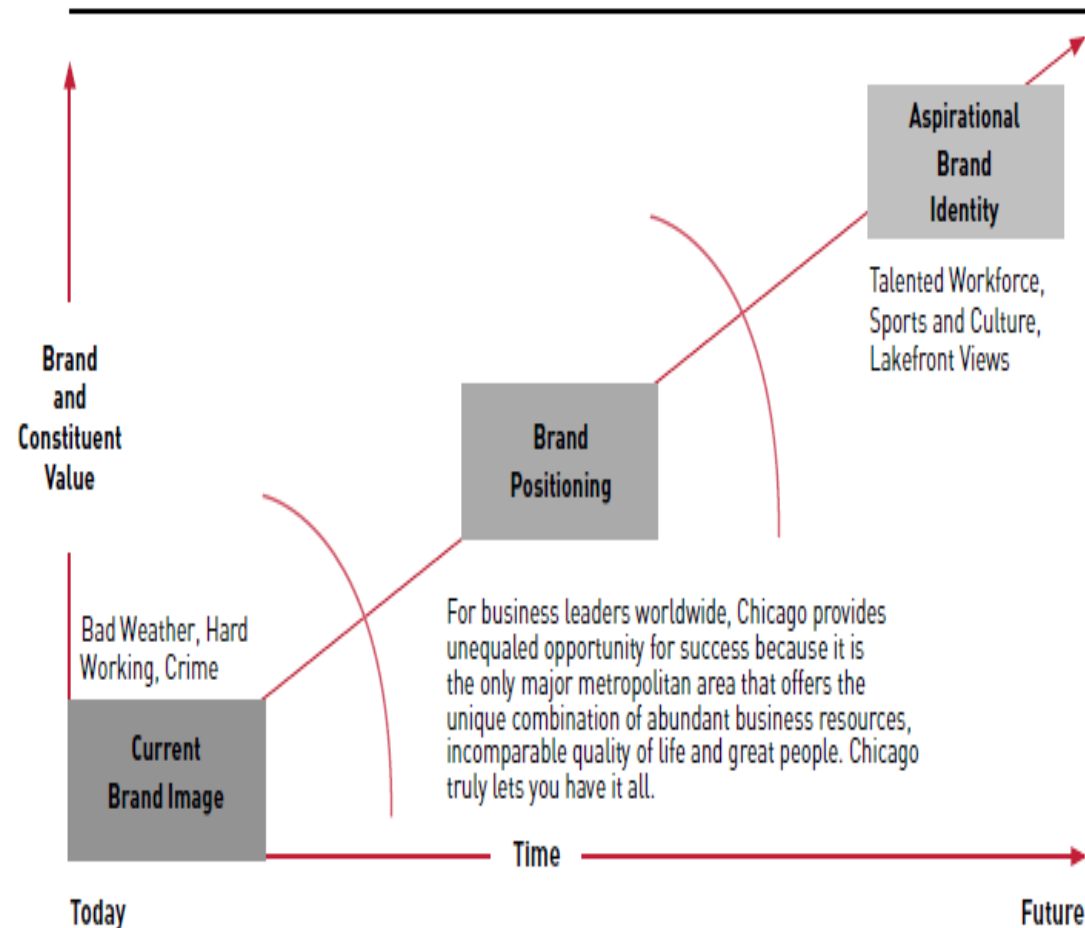 Aspirational
Brand
Identity
Talented Workforce,
Sports and Culture,
Lakefront Views
Brand
and
Constituent
Value
Brand
Positioning
Bad Weather, Hard
Working, Crime
For business leaders worldwide, Chicago provides
unequaled opportunity for success because it is
the only major metropolitan area that offers the
unique combination of abundant business resources,
incomparable quality of life and great people. Chicago
truly lets you have it all.
Current
Brand Image
Time
Today
Future